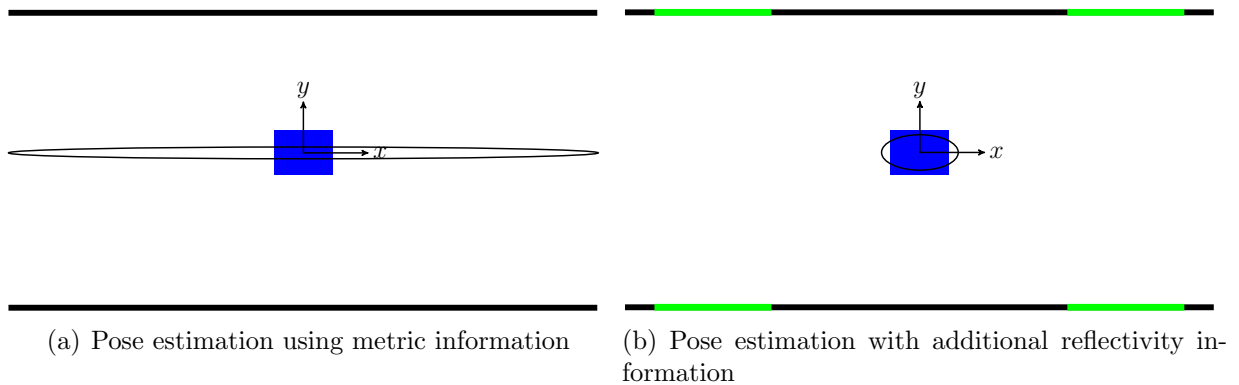 y
x
(a) Pose estimation using metric information
y
x
(b) Pose estimation with additional reflectivity in-
formation